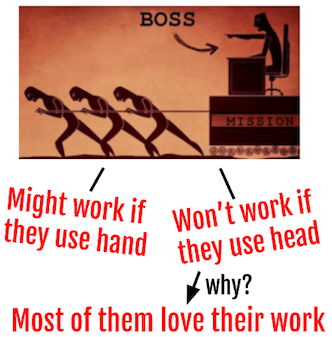 BOSS
MISSION
Might work if
they use hand
Won't work if
they use head
why?
Most of them love their work